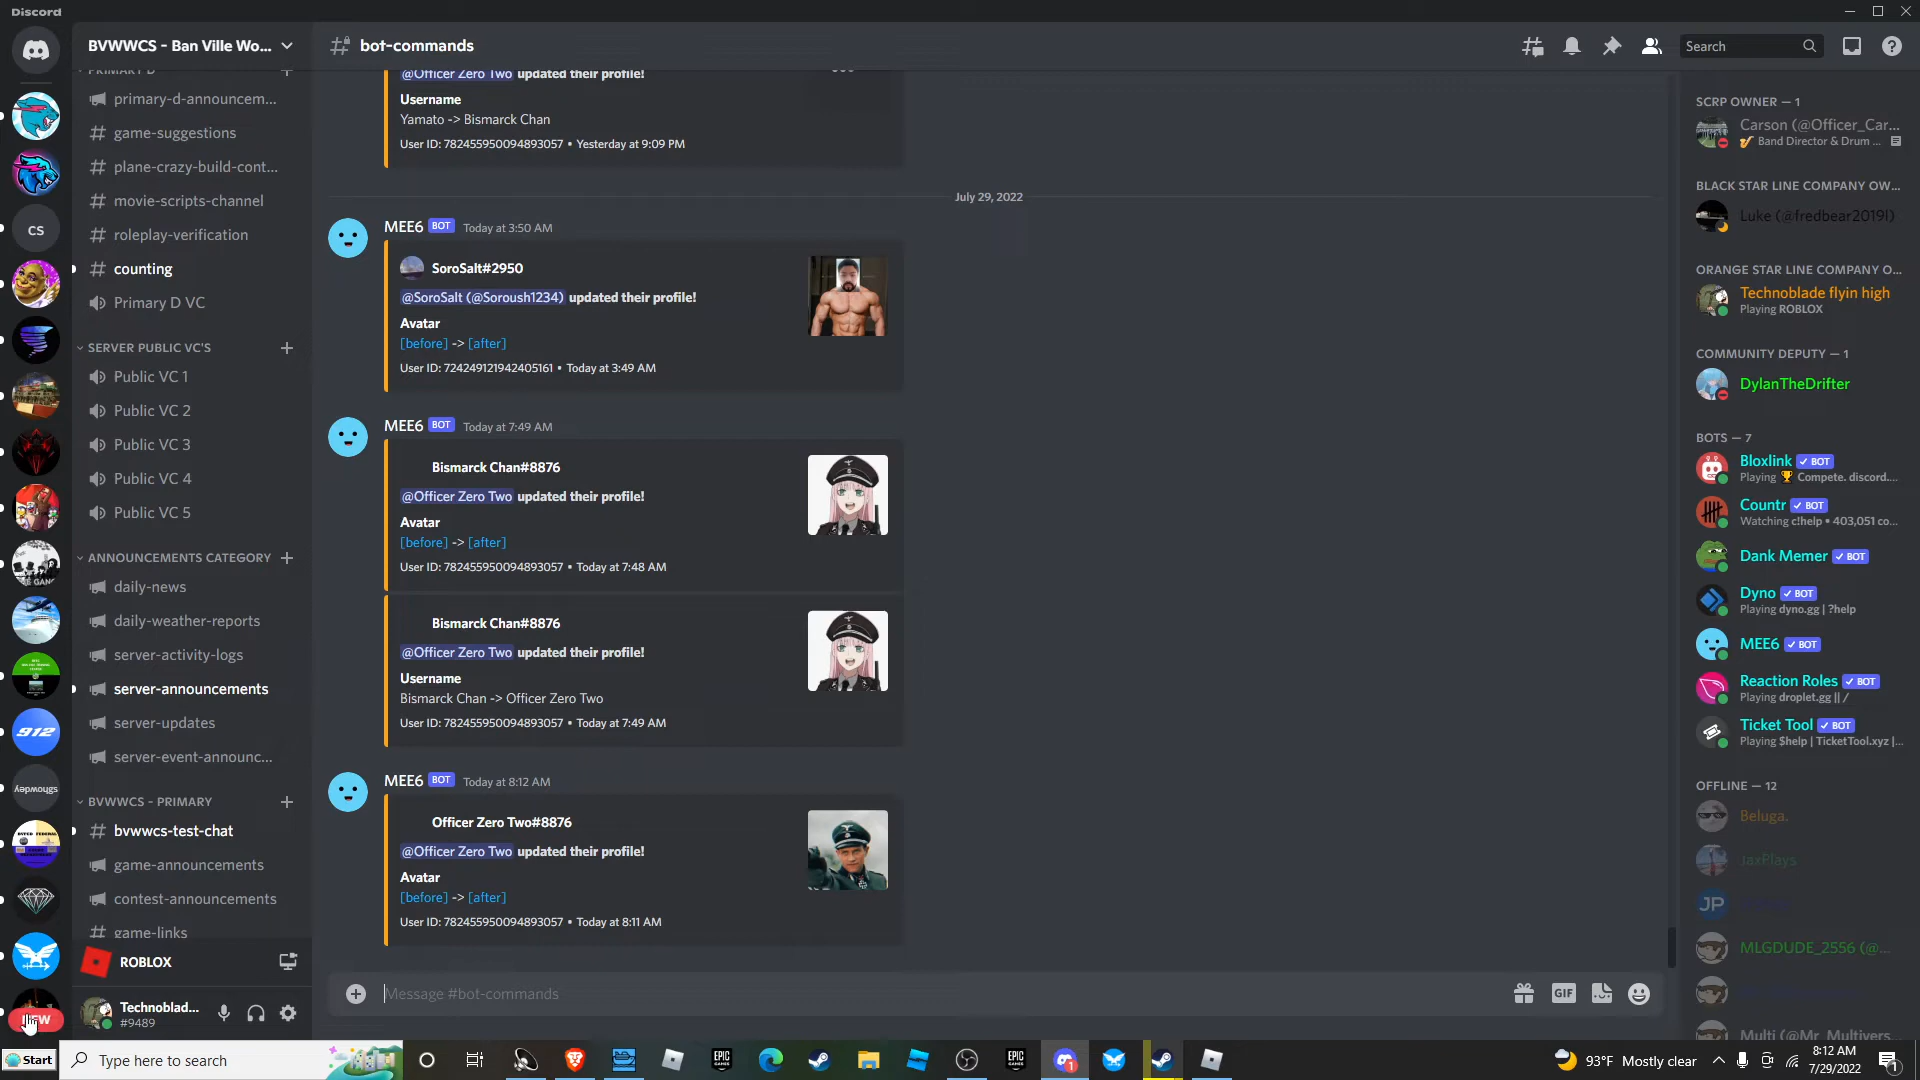 Discord
BVWWCS - Ban Ville Wo...
bot-commands
Search
PRIMARY D
primary-d-announcem...
game-suggestions
plane-crazy-build-cont...
movie-scripts-channel
roleplay-verification
counting
Primary D VC
SERVER PUBLIC VC'S
Public VC 1
Public VC 2
Public VC 3
Public VC 4
Public VC 5
ANNOUNCEMENTS CATEGORY
daily-news
daily-weather-reports
server-activity-logs
server-announcements
server-updates
server-event-announc...
BVWWCS - PRIMARY
bvwwcs-test-chat
game-announcements
contest-announcements
game-links
CS
912
NEW
ROBLOX
Technoblad...
#9489
@Officer Zero Two updated their profile!
Username
Yamato -> Bismarck Chan
User ID: 782455950094893057 • Yesterday at 9:09 PM
July 29, 2022
MEE6 BOT Today at 3:50 AM
SoroSalt#2950
@SoroSalt (@Soroush1234) updated their profile!
Avatar
[before] -> [after]
User ID: 724249121942405161 • Today at 3:49 AM
MEE6 BOT Today at 7:49 AM
Bismarck Chan#8876
@Officer Zero Two updated their profile!
Avatar
[before] -> [after]
User ID: 782455950094893057 • Today at 7:48 AM
Bismarck Chan#8876
@Officer Zero Two updated their profile!
Username
Bismarck Chan -> Officer Zero Two
User ID: 782455950094893057 • Today at 7:49 AM
MEE6 BOT Today at 8:12 AM
Officer Zero Two#8876
@Officer Zero Two updated their profile!
Avatar
[before] -> [after]
User ID: 782455950094893057 • Today at 8:11 AM
Message #bot-commands
GIF
SCRP OWNER — 1
Carson (@Officer_Car...
Band Director & Drum ...
BLACK STAR LINE COMPANY OW...
Luke (@fredbear2019l)
ORANGE STAR LINE COMPANY O...
Technoblade flyin high
Playing ROBLOX
COMMUNITY DEPUTY — 1
DylanTheDrifter
BOTS — 7
Bloxlink BOT
Playing 🏆 Compete. discord....
Countr BOT
Watching c!help • 403,051 co...
Dank Memer BOT
Dyno BOT
Playing dyno.gg | ?help
MEE6 BOT
Reaction Roles BOT
Playing droplet.gg || /
Ticket Tool BOT
Playing $help | TicketTool.xyz |...
OFFLINE — 12
Beluga.
JaxPlays
JP
MLGDUDE_2556 (@...
Multi (@Mr_Multivers...
Start
Type here to search
EPIC GAMES
EPIC GAMES
1
93°F Mostly clear
8:12 AM
7/29/2022
1